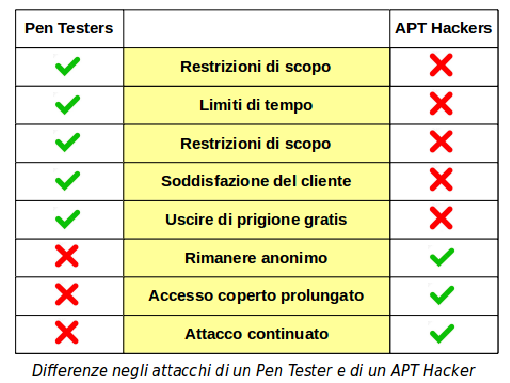 Pen Testers APT Hackers
Restrizioni di scopo
Limiti di tempo
Restrizioni di scopo
Soddisfazione del cliente
Uscire di prigione gratis
Rimanere anonimo
Accesso coperto prolungato
Attacco continuato
Differenze negli attacchi di un Pen Tester e di un APT Hacker